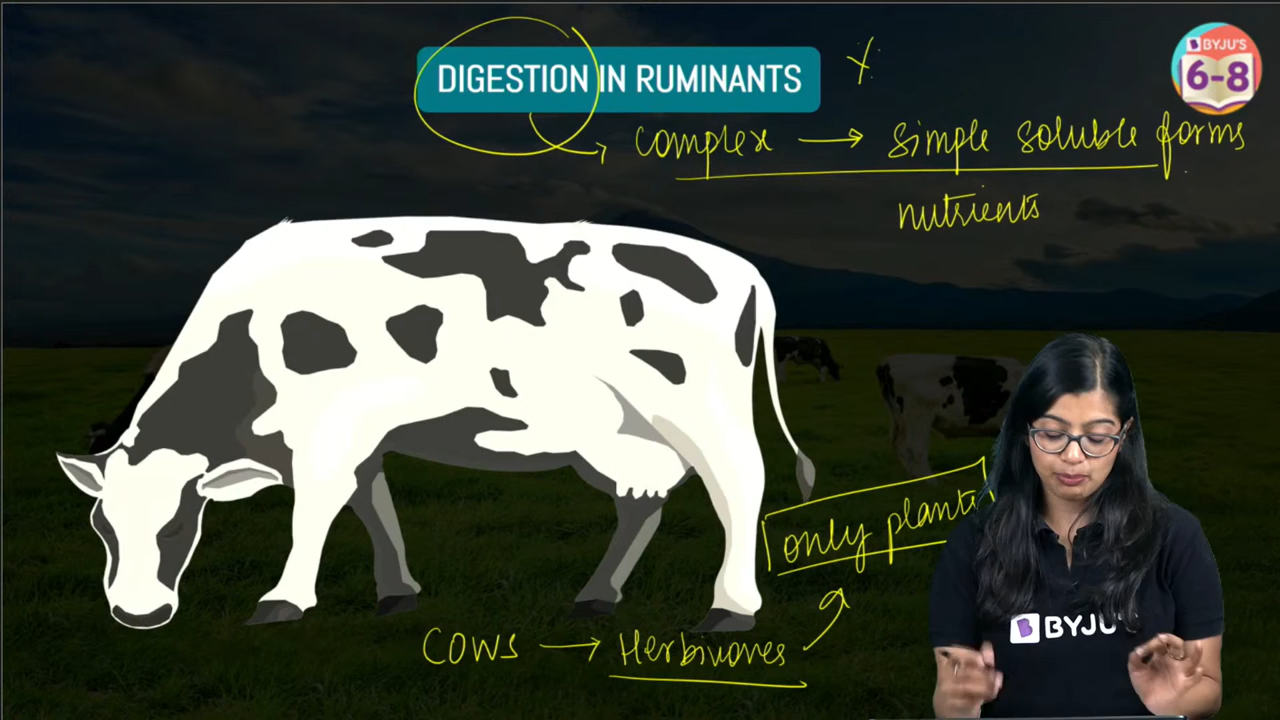 BYJU'S
6-8
DIGESTION IN RUMINANTS
complex → simple soluble forms
nutrients
only plants
BYJU'
COWS → Herbivores